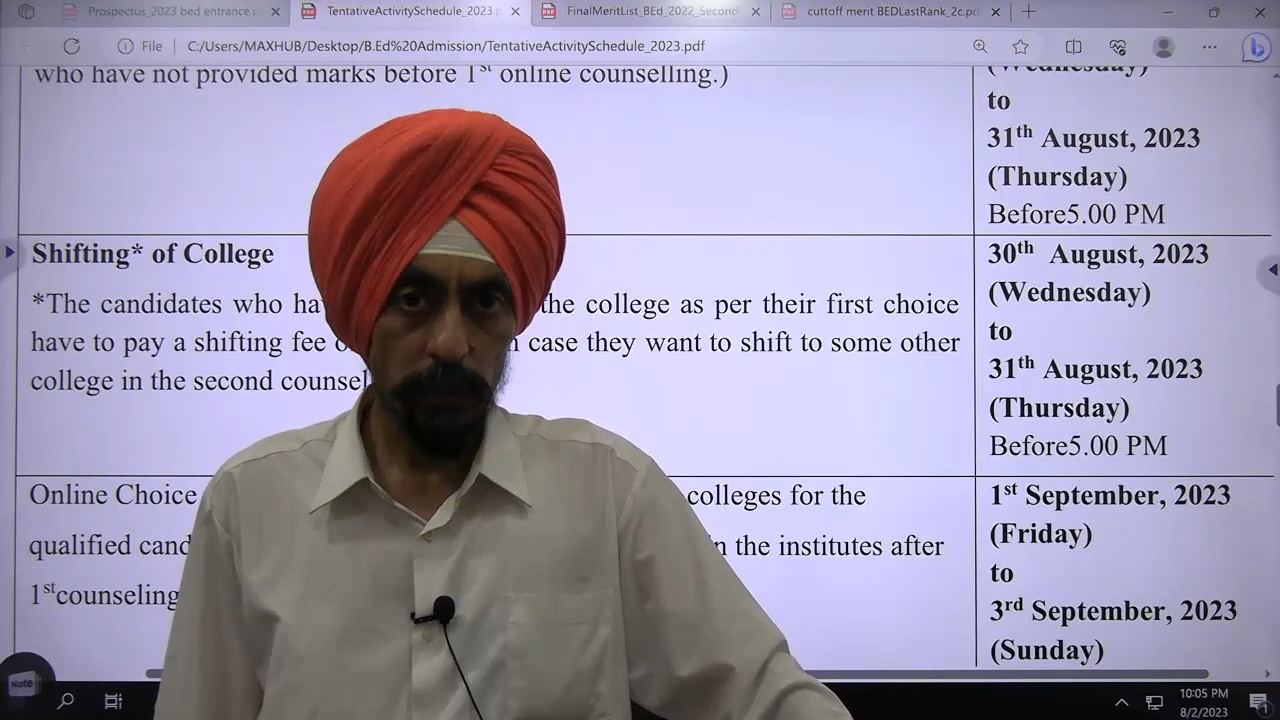 Prospectus_2023 bed entrance.p
TentativeActivitySchedule_2023.p
FinalMeritList_BEd_2022_Second
cuttoff merit BEDLastRank_2c.pd
File
C:/Users/MAXHUB/Desktop/B.Ed%20Admission/TentativeActivitySchedule_2023.pdf
who have not provided marks before 1st online counselling.)
(Wednesday)
to
31th August, 2023
(Thursday)
Before5.00 PM
Shifting* of College
*The candidates who ha the college as per their first choice
have to pay a shifting fee case they want to shift to some other
college in the second counsel
30th August, 2023
(Wednesday)
to
31th August, 2023
(Thursday)
Before5.00 PM
Online Choice colleges for the
qualified cand n the institutes after
1stcounseling
1st September, 2023
(Friday)
to
3rd September, 2023
(Sunday)
Note
10:05 PM
8/2/2023
1